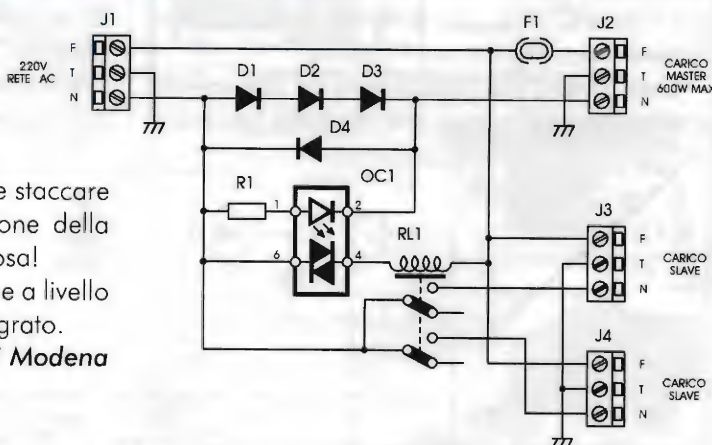 J1
F
220V
RETE AC
T
N
D1
D2
D3
D4
R1
OC1
1
2
6
4
RL1
F1
J2
F
CARICO
MASTER
600W MAX
T
N
J3
F
CARICO
SLAVE
T
N
J4
F
CARICO
SLAVE
T
N
e staccare
one della
osa!
e a livello
grato.
Modena